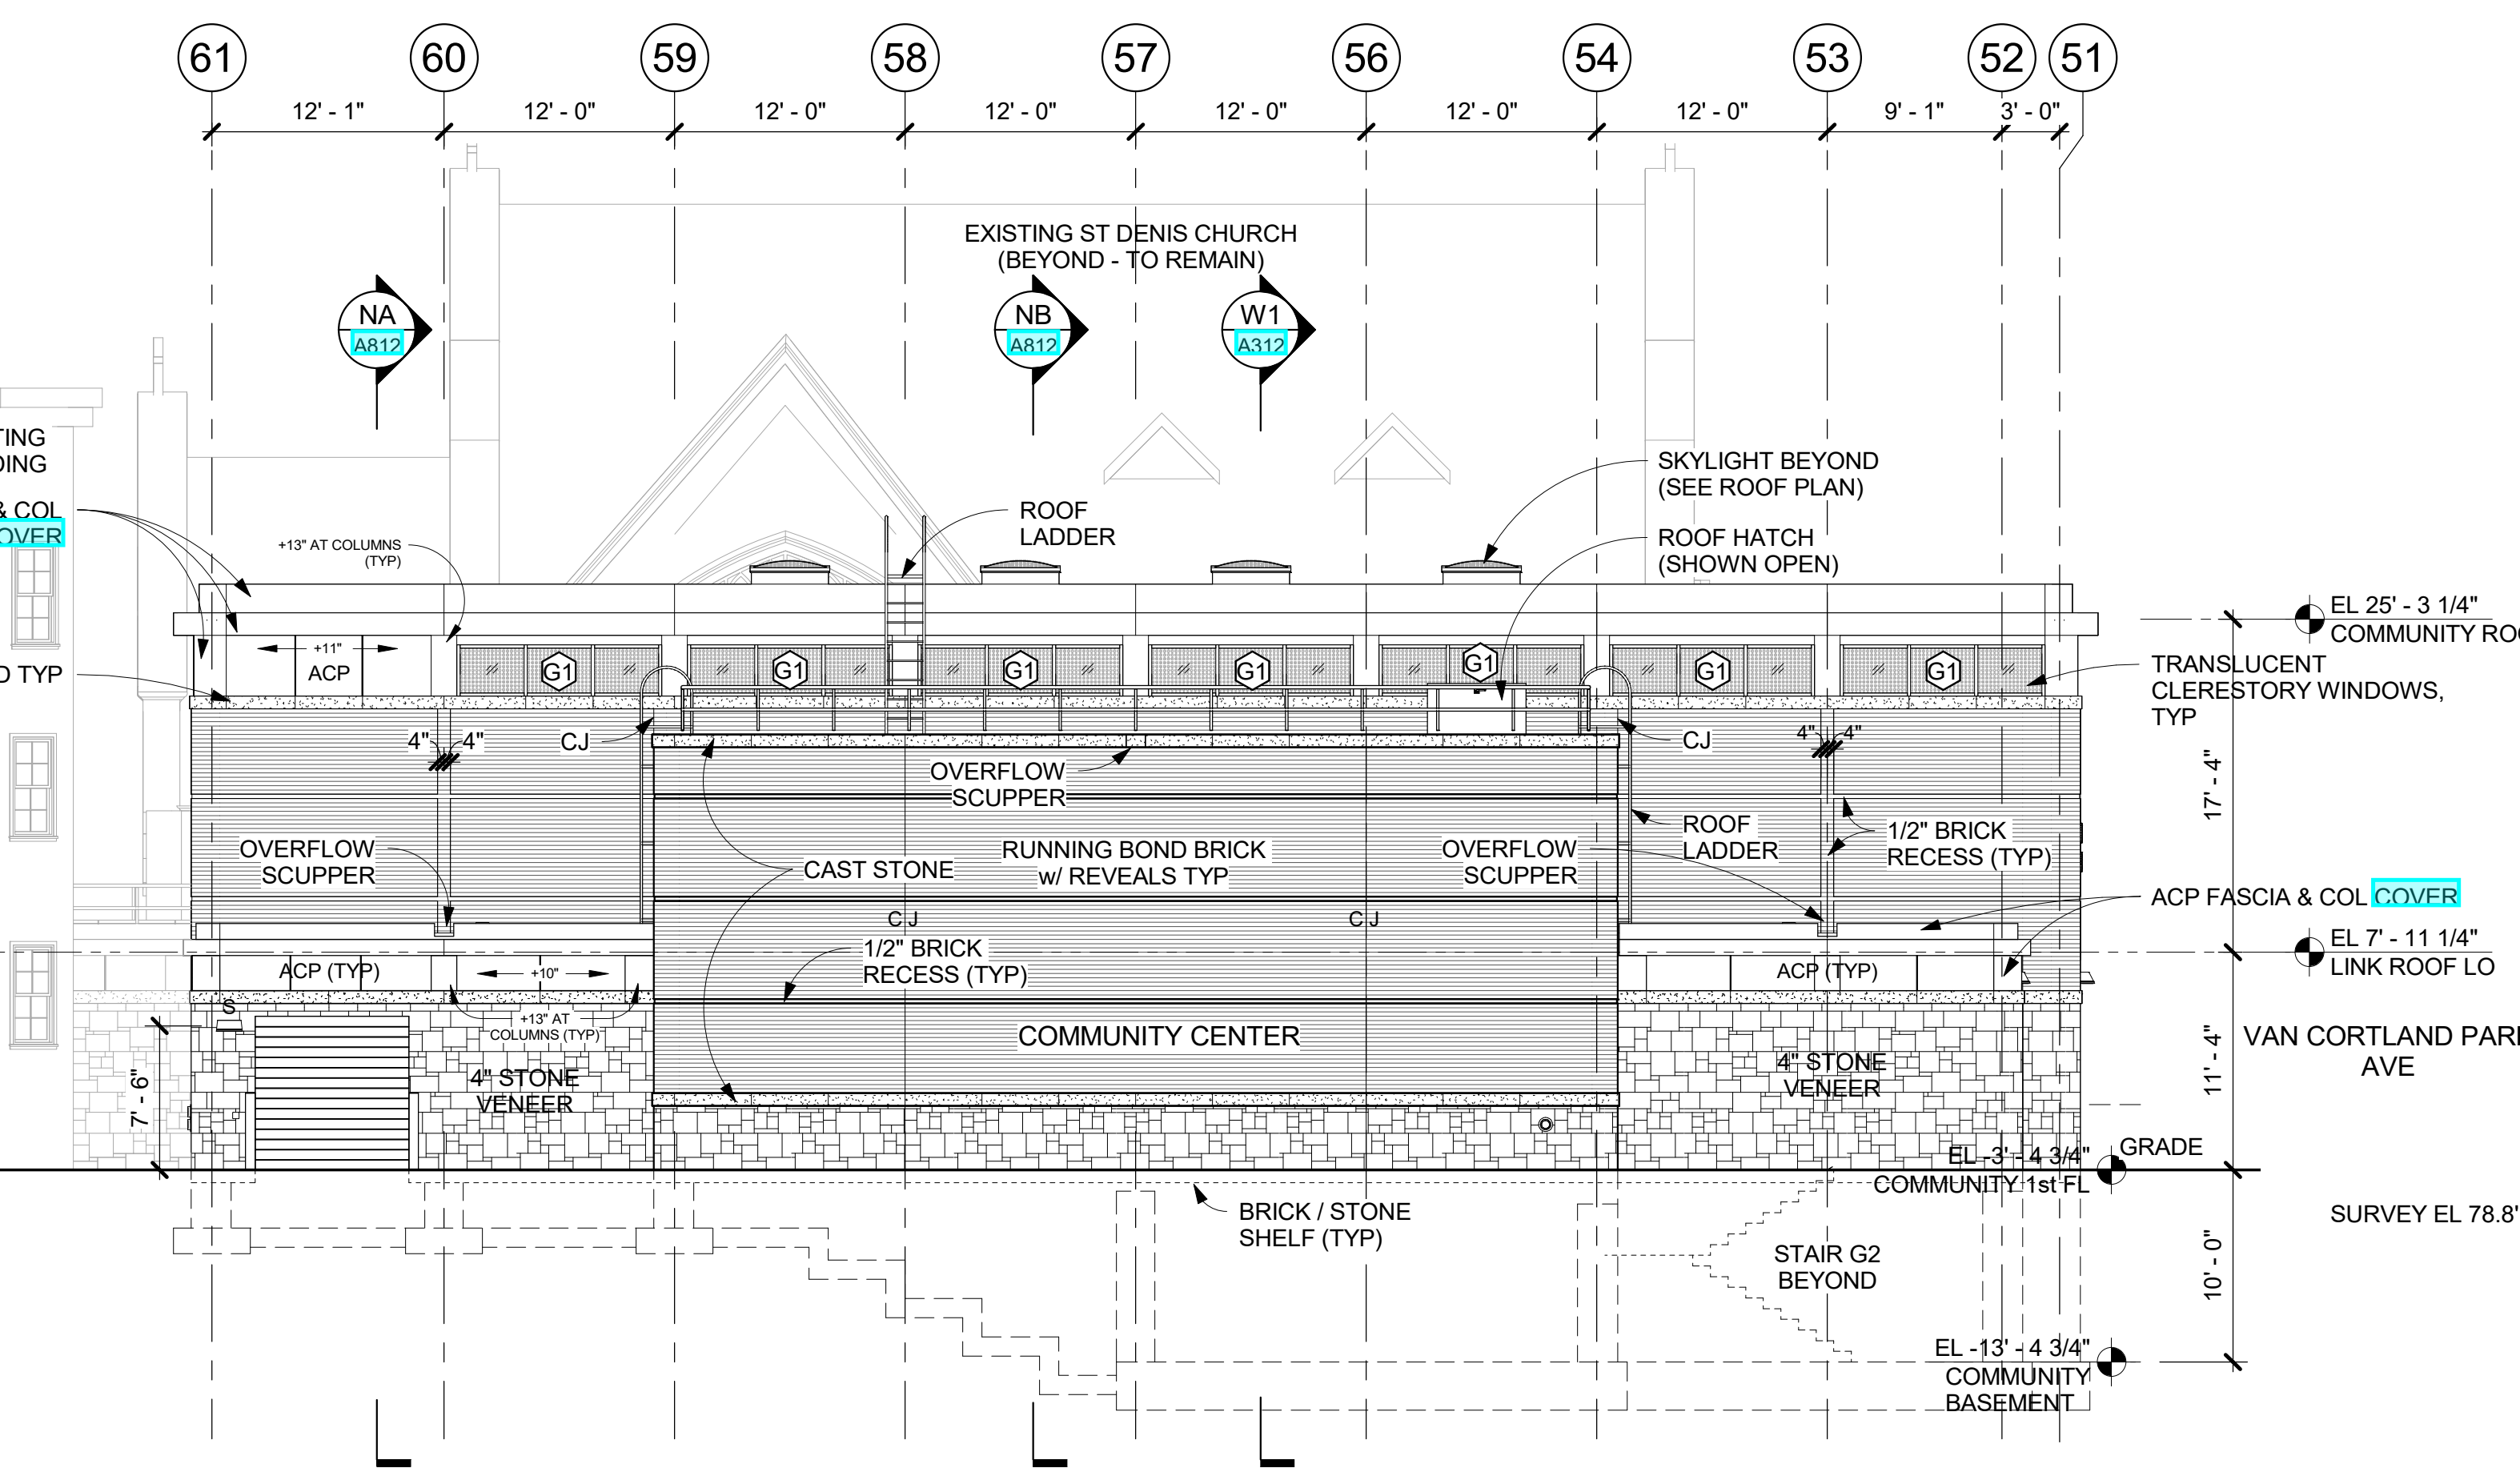 61
60
59
58
57
56
54
53
52
51
12' - 1"
12' - 0"
12' - 0"
12' - 0"
12' - 0"
12' - 0"
12' - 0"
9' - 1"
3' - 0"
EXISTING ST DENIS CHURCH
(BEYOND - TO REMAIN)
NA
A812
NB
A812
W1
A312
TING
DING
& COL
OVER
+13" AT COLUMNS
(TYP)
ROOF
LADDER
SKYLIGHT BEYOND
(SEE ROOF PLAN)
ROOF HATCH
(SHOWN OPEN)
EL 25' - 3 1/4"
COMMUNITY ROO
+11"
ACP
G1
G1
G1
G1
G1
G1
G1
O TYP
TRANSLUCENT
CLERESTORY WINDOWS,
TYP
4"
4"
CJ
CJ
4"
4"
OVERFLOW
SCUPPER
17' - 4"
OVERFLOW
SCUPPER
CAST STONE
RUNNING BOND BRICK
w/ REVEALS TYP
OVERFLOW
SCUPPER
ROOF
LADDER
1/2" BRICK
RECESS (TYP)
ACP FASCIA & COL COVER
CJ
CJ
1/2" BRICK
RECESS (TYP)
EL 7' - 11 1/4"
LINK ROOF LO
ACP (TYP)
+10"
ACP (TYP)
S
+13" AT
COLUMNS (TYP)
COMMUNITY CENTER
VAN CORTLAND PARK
AVE
7' - 6"
4" STONE
VENEER
4" STONE
VENEER
11' - 4"
GRADE
EL -3' - 4 3/4"
COMMUNITY 1st FL
BRICK / STONE
SHELF (TYP)
SURVEY EL 78.8'
STAIR G2
BEYOND
10' - 0"
EL -13' - 4 3/4"
COMMUNITY
BASEMENT